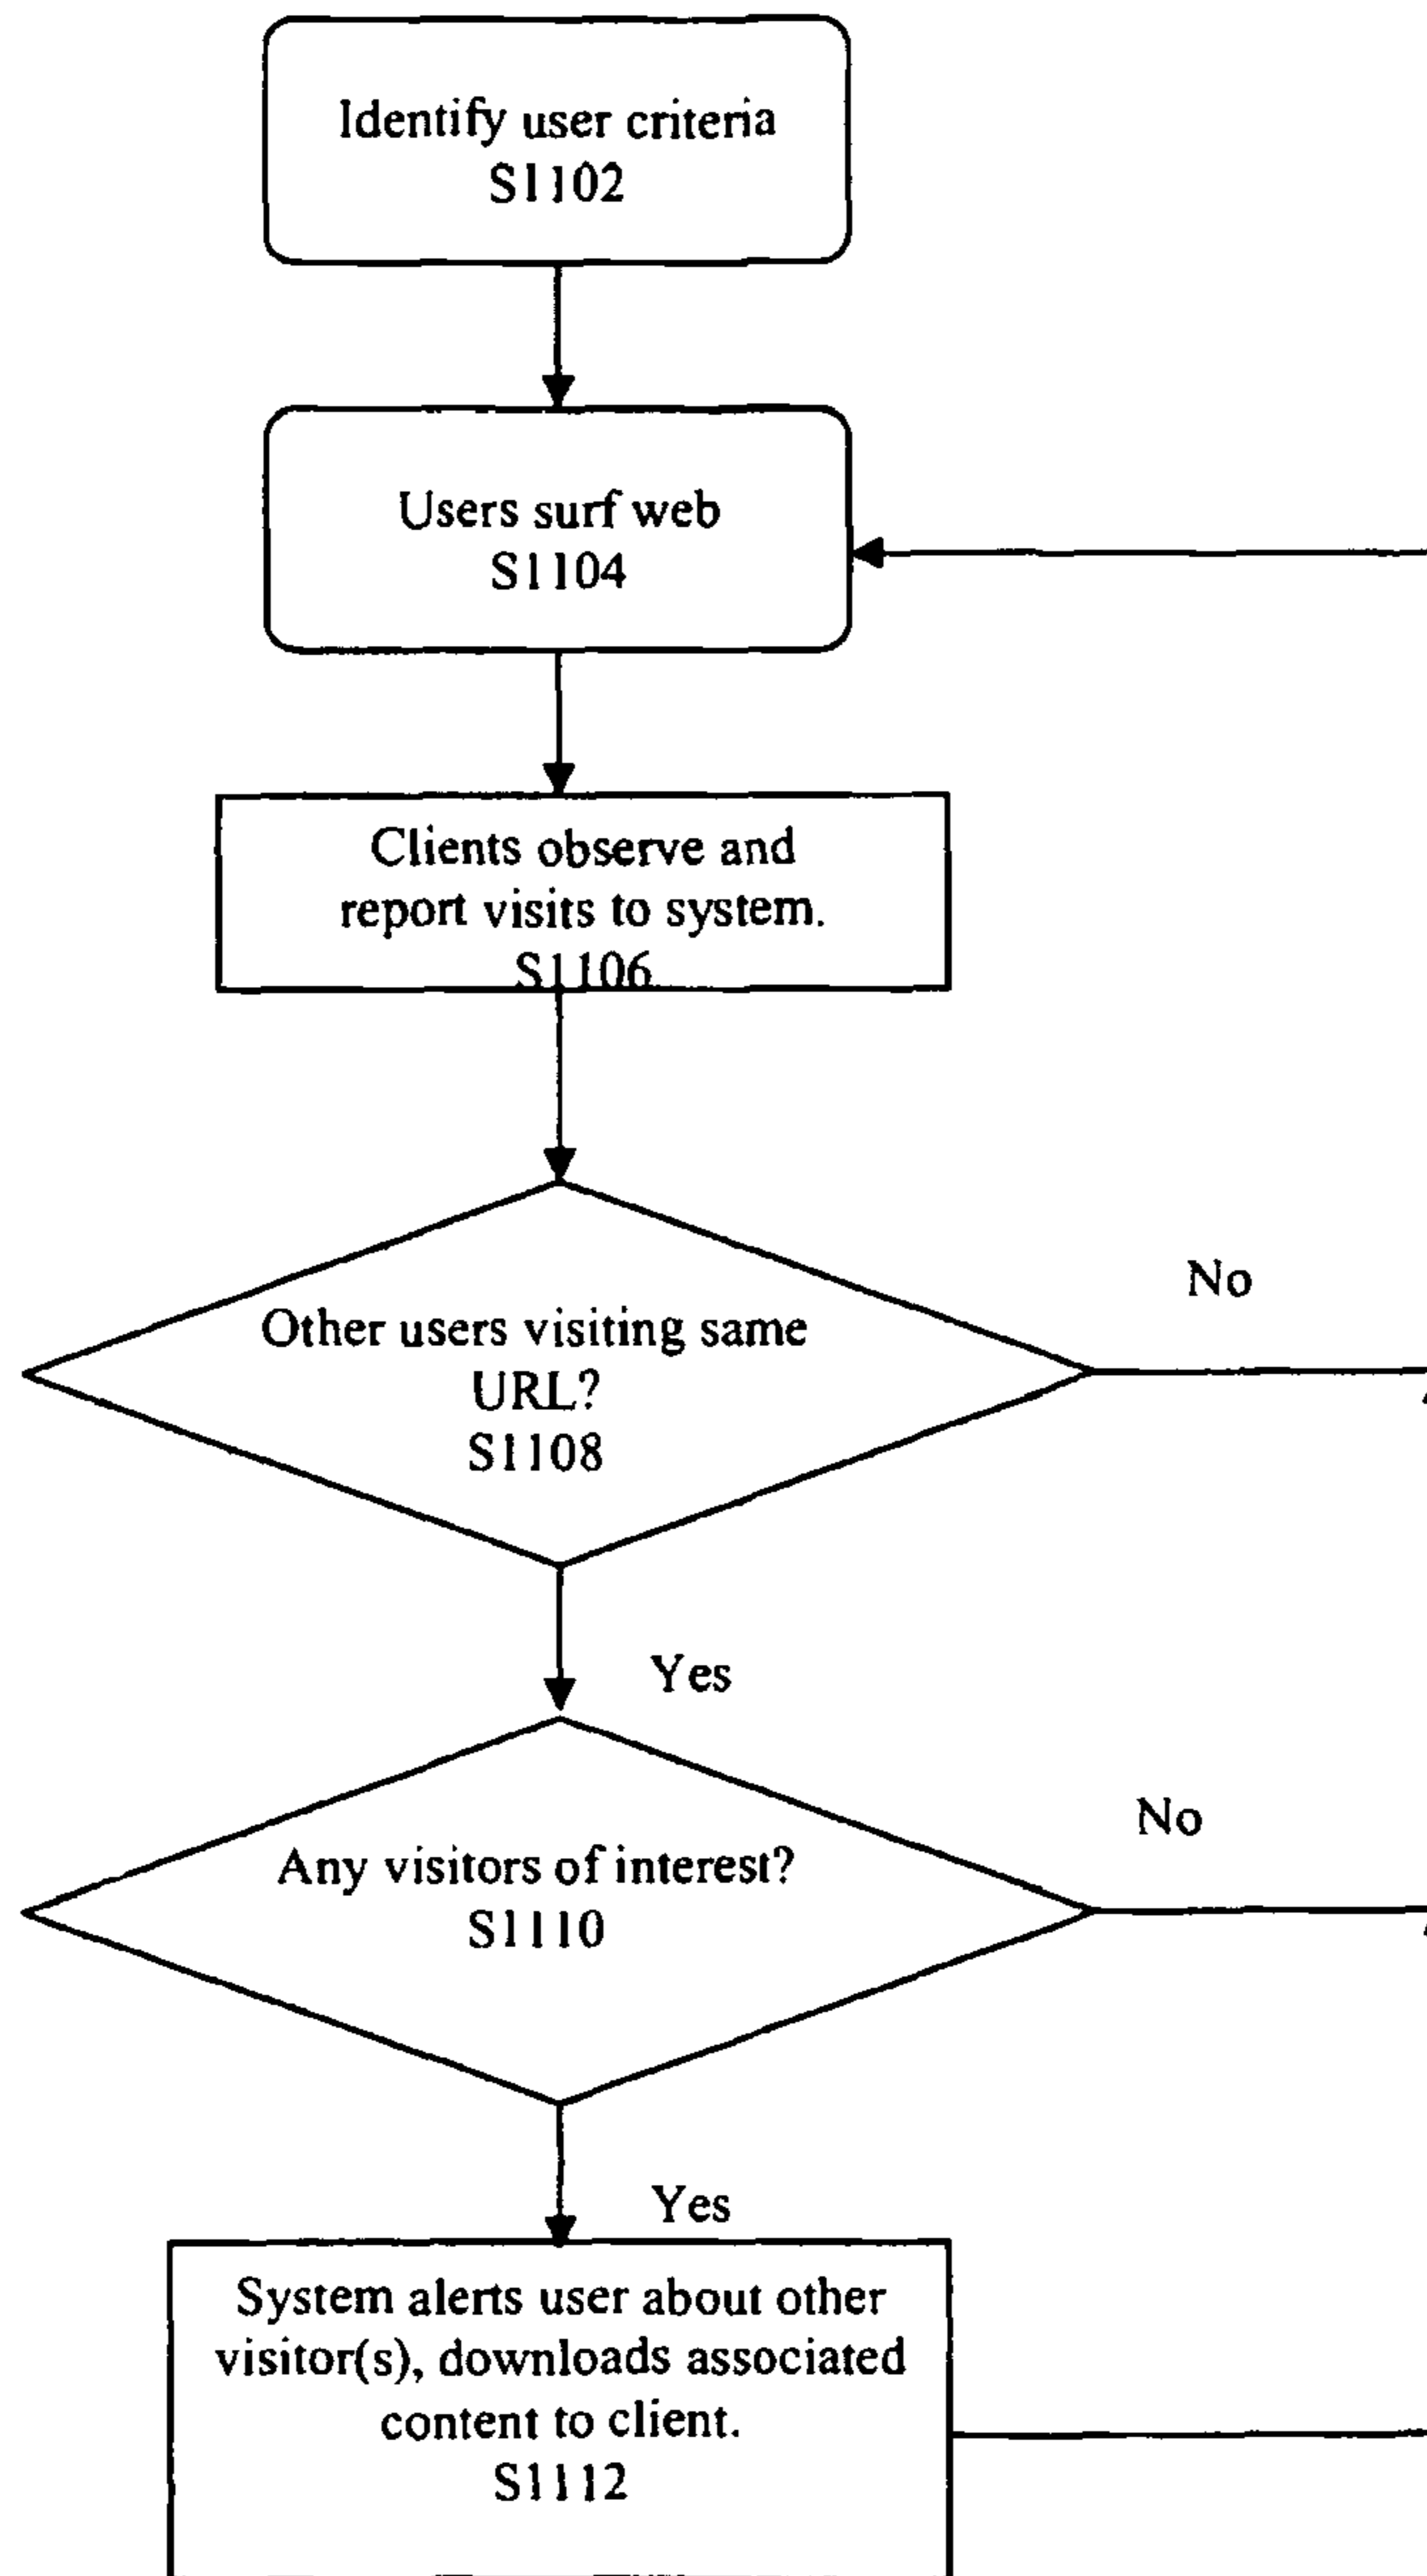 Identify user criteria
S1102
Users surf web
S1104
Clients observe and
report visits to system.
S1106
No
Other users visiting same
URL?
S1108
Yes
No
Any visitors of interest?
S1110
Yes
System alerts user about other
visitor(s), downloads associated
content to client.
S1112